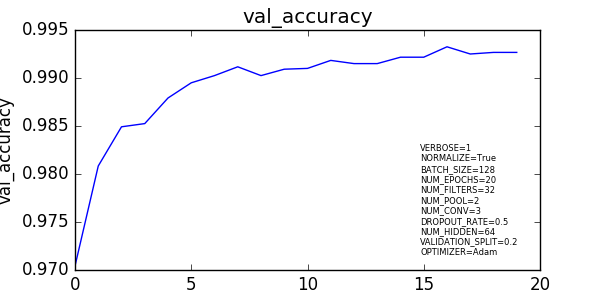 val_accuracy
0.995
0.990
0.985
0.980
0.975
0.970
val_accuracy
0
5
10
15
20
VERBOSE=1
NORMALIZE=True
BATCH_SIZE=128
NUM_EPOCHS=20
NUM_FILTERS=32
NUM_POOL=2
NUM_CONV=3
DROPOUT_RATE=0.5
NUM_HIDDEN=64
VALIDATION_SPLIT=0.2
OPTIMIZER=Adam